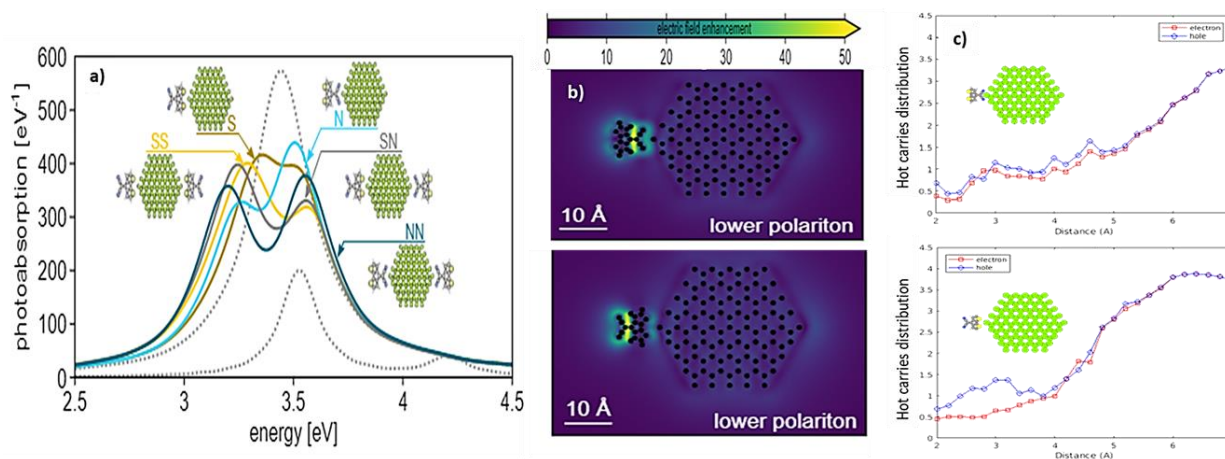 a)
photoabsorption [eV⁻¹]
600
500
400
300
200
100
0
S
N
SS
SN
NN
2.5
3.0
3.5
4.0
4.5
energy [eV]
electric field enhancement
0
10
20
30
40
50
b)
10 Å
lower polariton
10 Å
lower polariton
c)
Hot carries distribution
4.5
4
3.5
3
2.5
2
1.5
1
0.5
0
electron
hole
2
3
4
5
6
Distance (A)
Hot carries distribution
4.5
4
3.5
3
2.5
2
1.5
1
0.5
0
electron
hole
2
3
4
5
6
Distance (A)